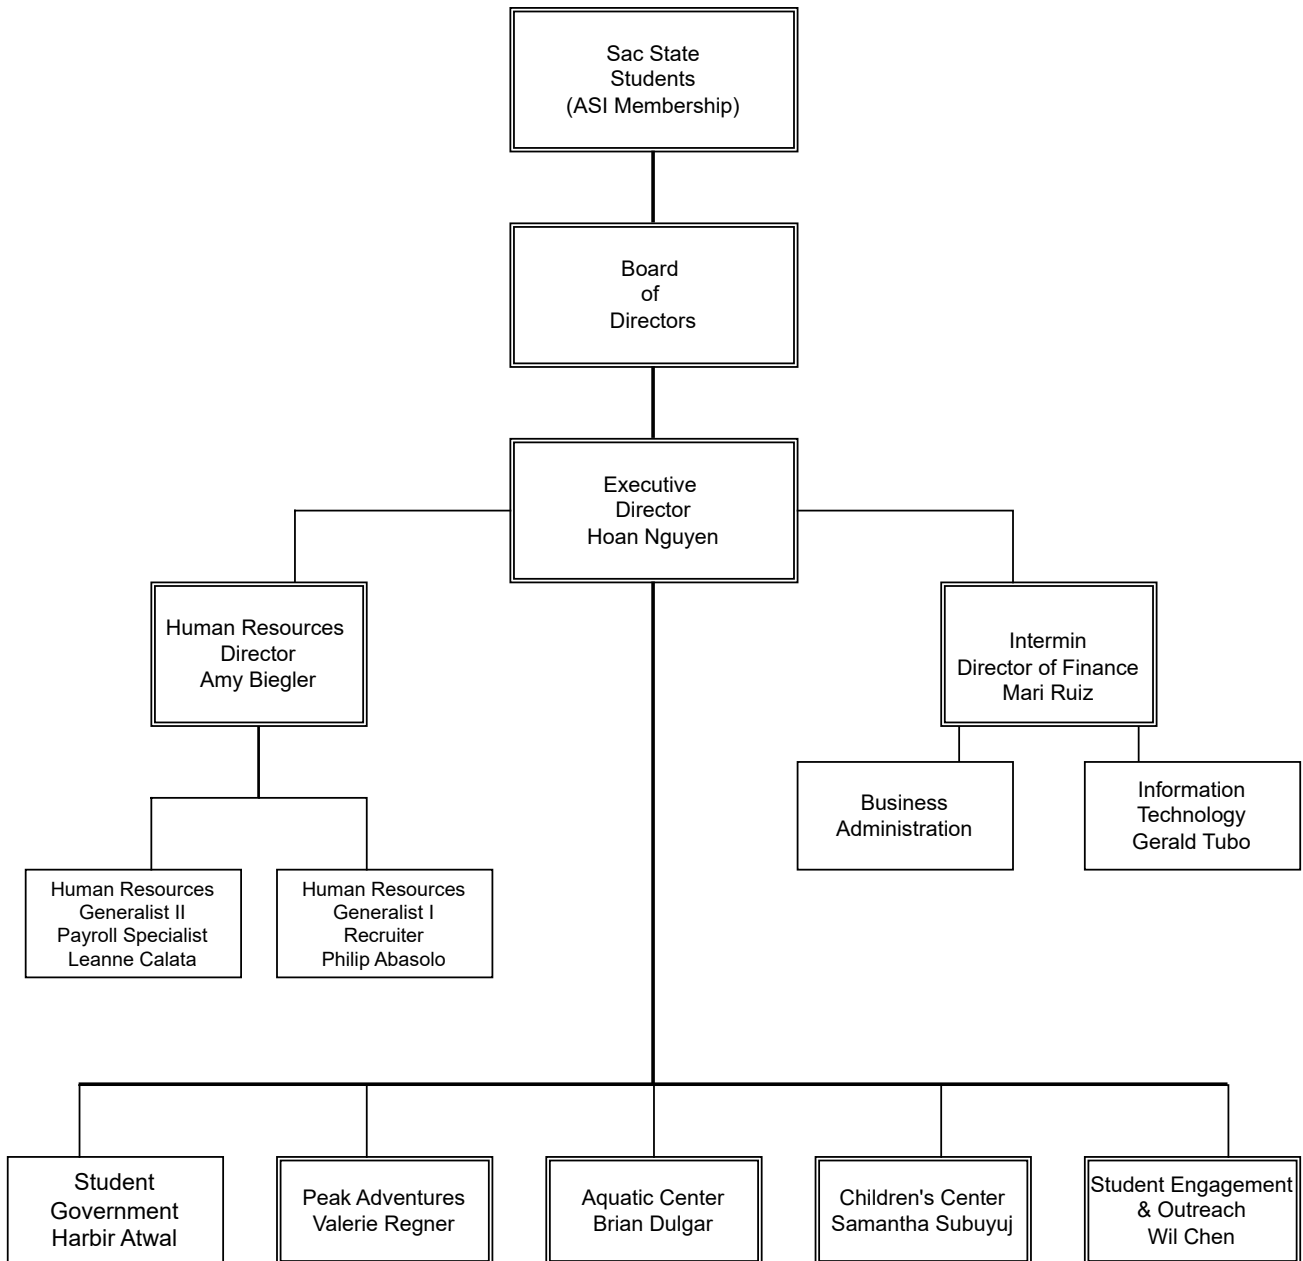 Sac State
Students
(ASI Membership)
Board
of
Directors
Executive
Director
Hoan Nguyen
Human Resources
Director
Amy Biegler
Intermin
Director of Finance
Mari Ruiz
Business
Administration
Information
Technology
Gerald Tubo
Human Resources
Generalist II
Payroll Specialist
Leanne Calata
Human Resources
Generalist I
Recruiter
Philip Abasolo
Student
Government
Harbir Atwal
Peak Adventures
Valerie Regner
Aquatic Center
Brian Dulgar
Children's Center
Samantha Subuyuj
Student Engagement
& Outreach
Wil Chen